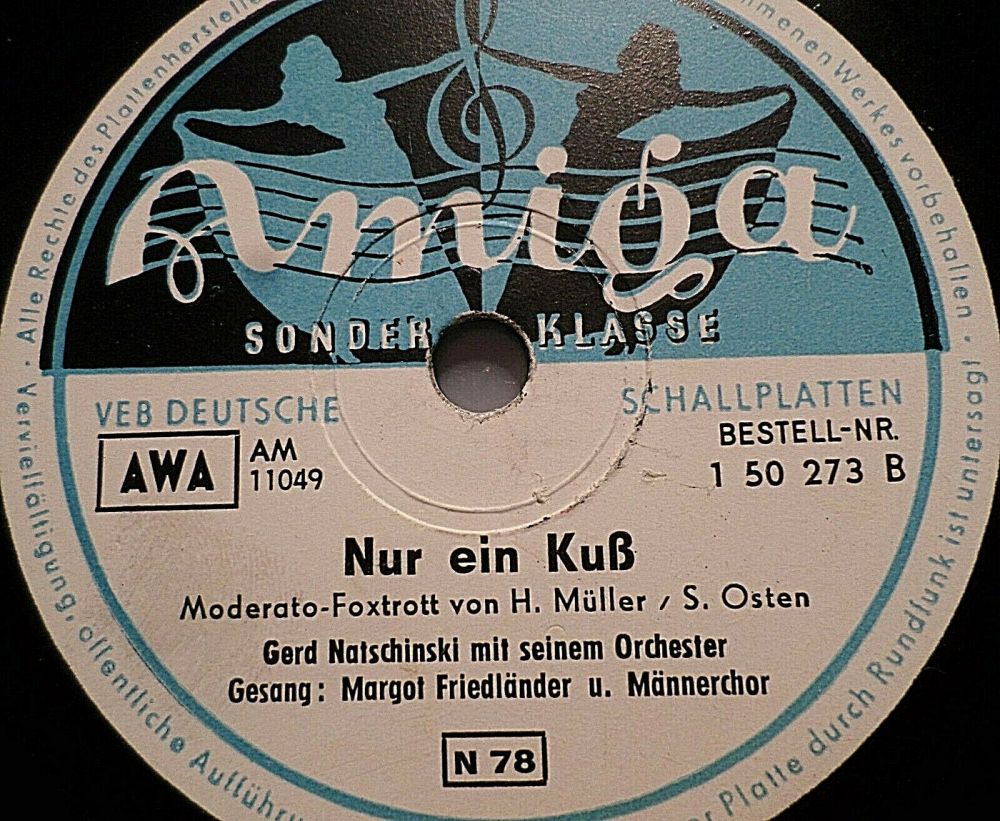 Amiga
SONDER KLASSE
VEB DEUTSCHE SCHALLPLATTEN
AWA
AM
11049
BESTELL-NR.
1 50 273 B
Nur ein Kuß
Moderato-Foxtrott von H. Müller / S. Osten
Gerd Natschinski mit seinem Orchester
Gesang: Margot Friedländer u. Männerchor
N 78
· Alle Rechte des
Werkes vorbehalten
· Vervielfältigung, öffentliche
Platte durch Rundfunk ist untersagt ·